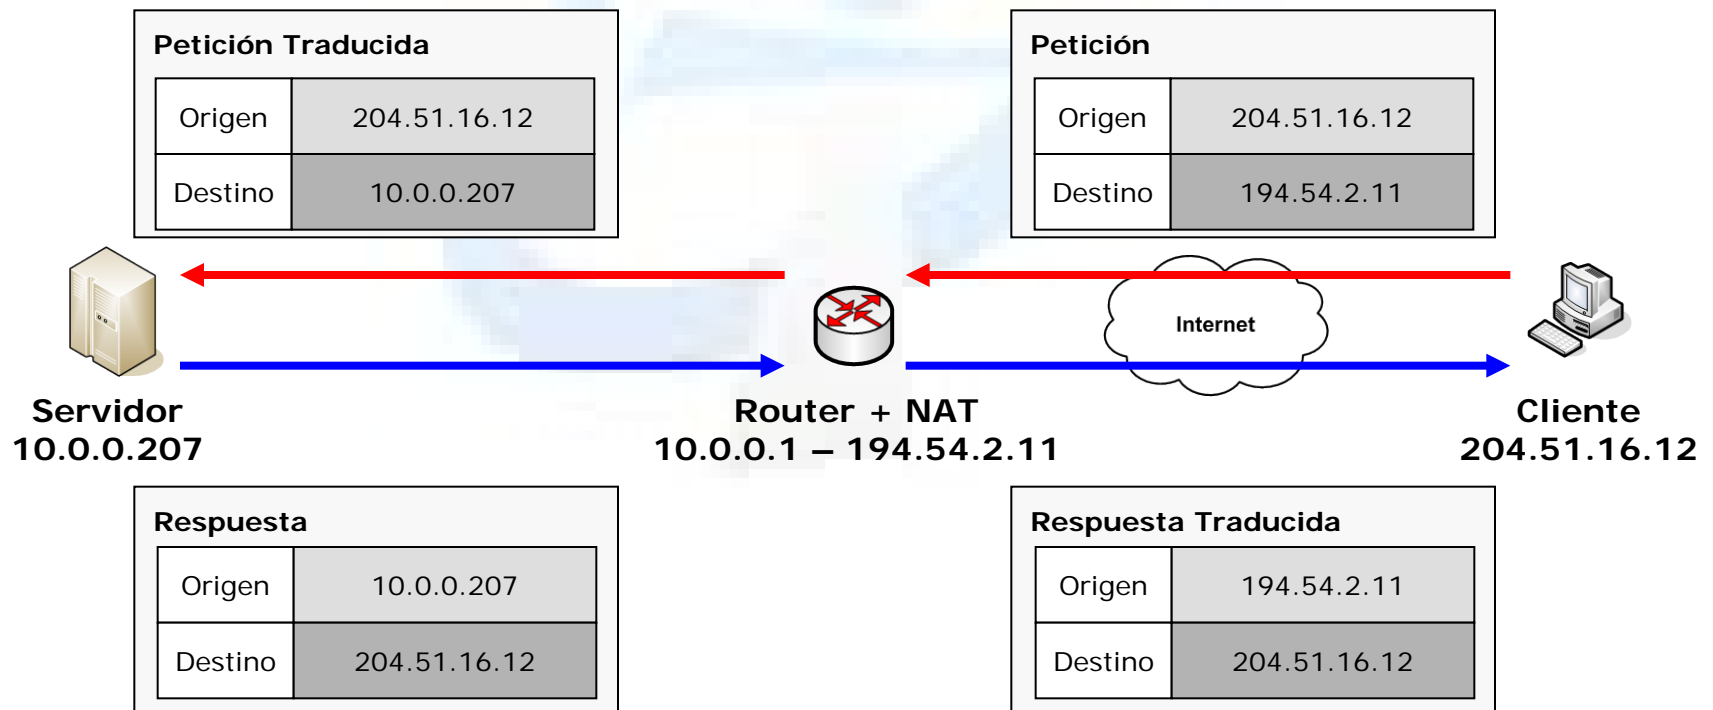 Petición Traducida
Origen 204.51.16.12
Destino 10.0.0.207
Petición
Origen 204.51.16.12
Destino 194.54.2.11
Internet
Servidor
10.0.0.207
Router + NAT
10.0.0.1 – 194.54.2.11
Cliente
204.51.16.12
Respuesta
Origen 10.0.0.207
Destino 204.51.16.12
Respuesta Traducida
Origen 194.54.2.11
Destino 204.51.16.12